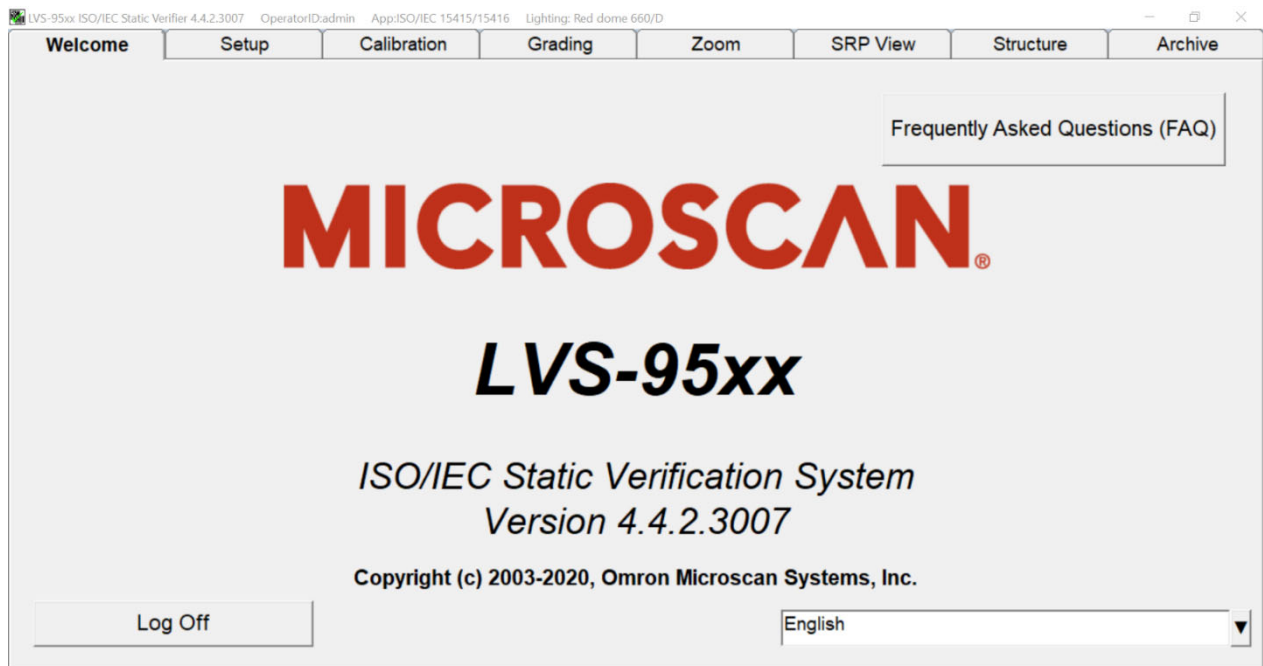 LVS-95xx ISO/IEC Static Verifier 4.4.2.3007 OperatorID:admin App:ISO/IEC 15415/15416 Lighting: Red dome 660/D
Welcome Setup Calibration Grading Zoom SRP View Structure Archive
Frequently Asked Questions (FAQ)
MICROSCAN®
LVS-95xx
ISO/IEC Static Verification System
Version 4.4.2.3007
Copyright (c) 2003-2020, Omron Microscan Systems, Inc.
Log Off English